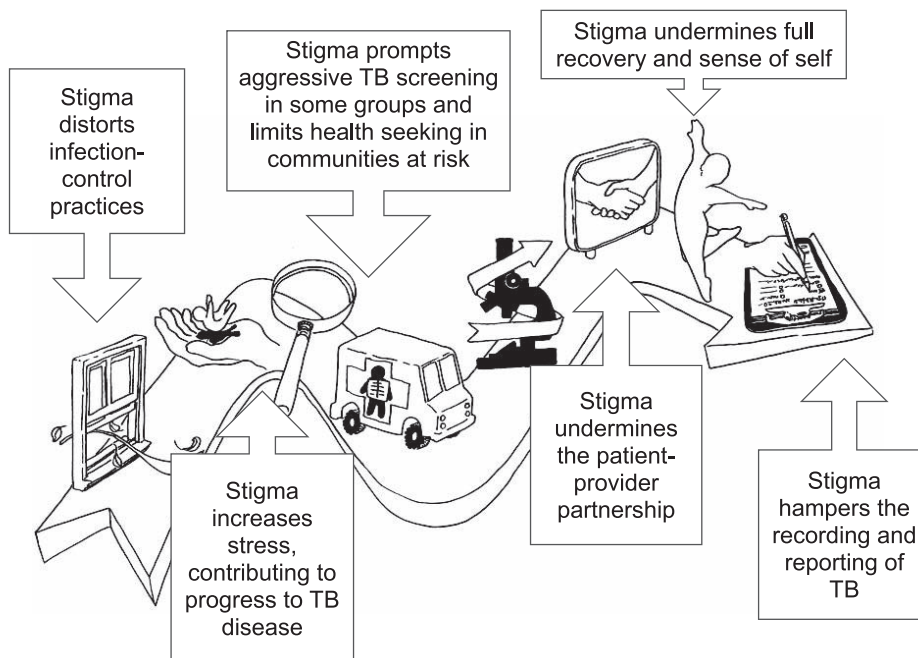 Stigma
distorts
infection-
control
practices
Stigma prompts
aggressive TB screening
in some groups and
limits health seeking in
communities at risk
Stigma undermines full
recovery and sense of self
Stigma
increases
stress,
contributing to
progress to TB
disease
Stigma
undermines
the patient-
provider
partnership
Stigma
hampers the
recording and
reporting of
TB